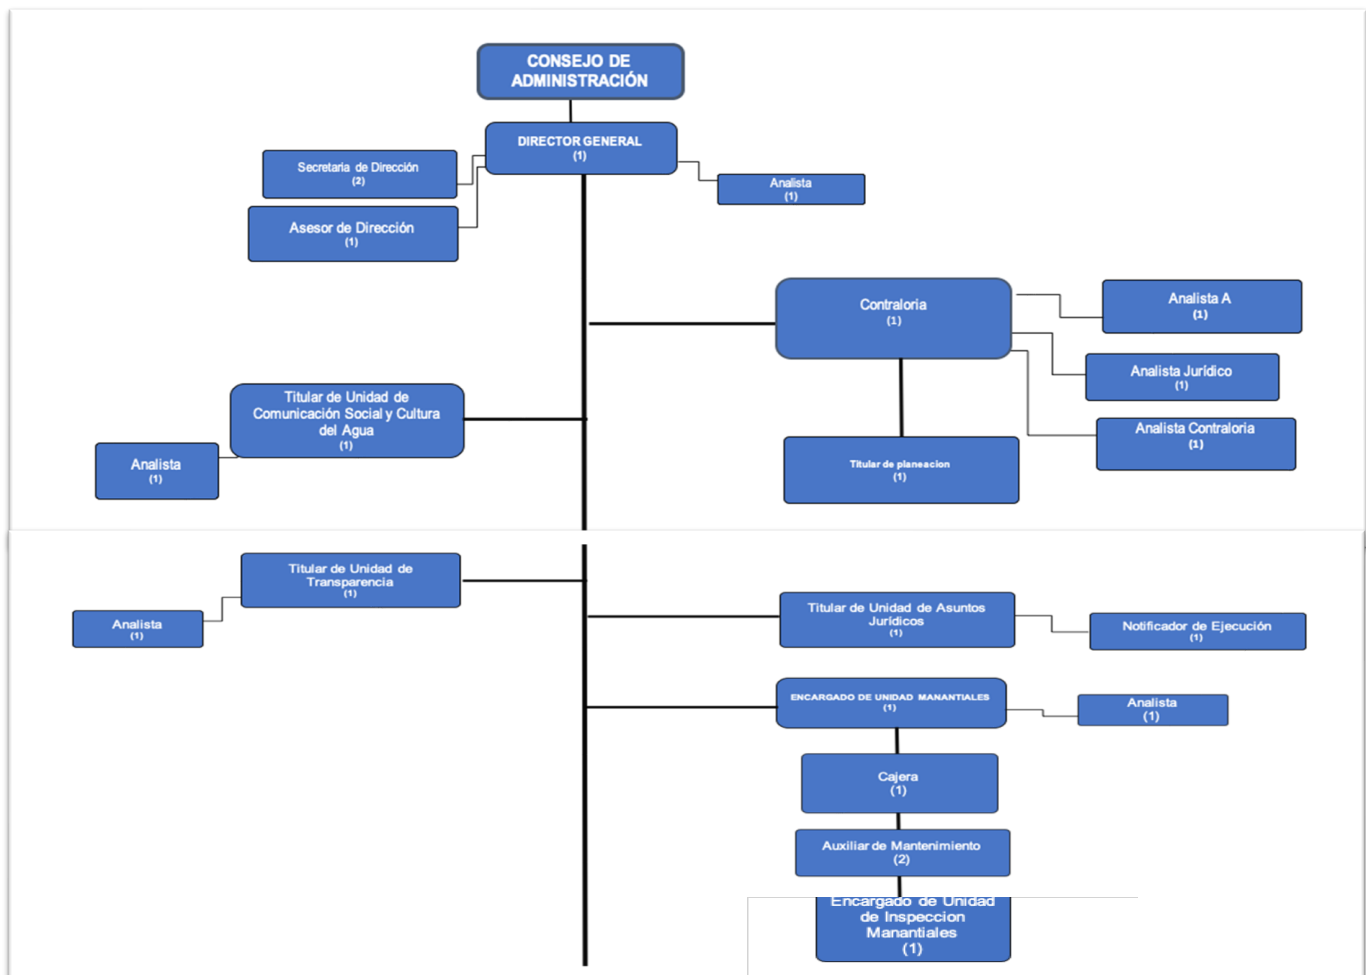 CONSEJO DE
ADMINISTRACIÓN
DIRECTOR GENERAL
(1)
Secretaria de Dirección
(2)
Analista
(1)
Asesor de Dirección
(1)
Contraloria
(1)
Analista A
(1)
Analista Jurídico
(1)
Analista Contraloria
(1)
Titular de Unidad de
Comunicación Social y Cultura
del Agua
(1)
Analista
(1)
Titular de planeacion
(1)
Titular de Unidad de
Transparencia
(1)
Analista
(1)
Titular de Unidad de Asuntos
Jurídicos
(1)
Notificador de Ejecución
(1)
ENCARGADO DE UNIDAD MANANTIALES
(1)
Analista
(1)
Cajera
(1)
Auxiliar de Mantenimiento
(2)
Encargado de Unidad
de Inspeccion
Manantiales
(1)